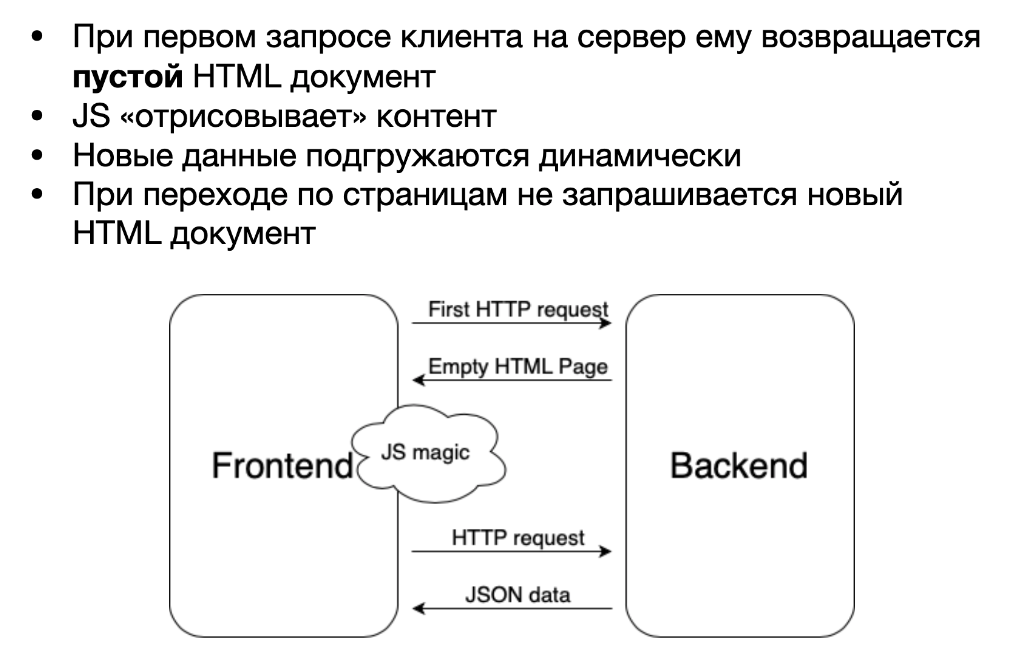 • При первом запросе клиента на сервер ему возвращается
пустой HTML документ
• JS «отрисовывает» контент
• Новые данные подгружаются динамически
• При переходе по страницам не запрашивается новый
HTML документ
First HTTP request
Empty HTML Page
JS magic
Frontend
Backend
HTTP request
JSON data